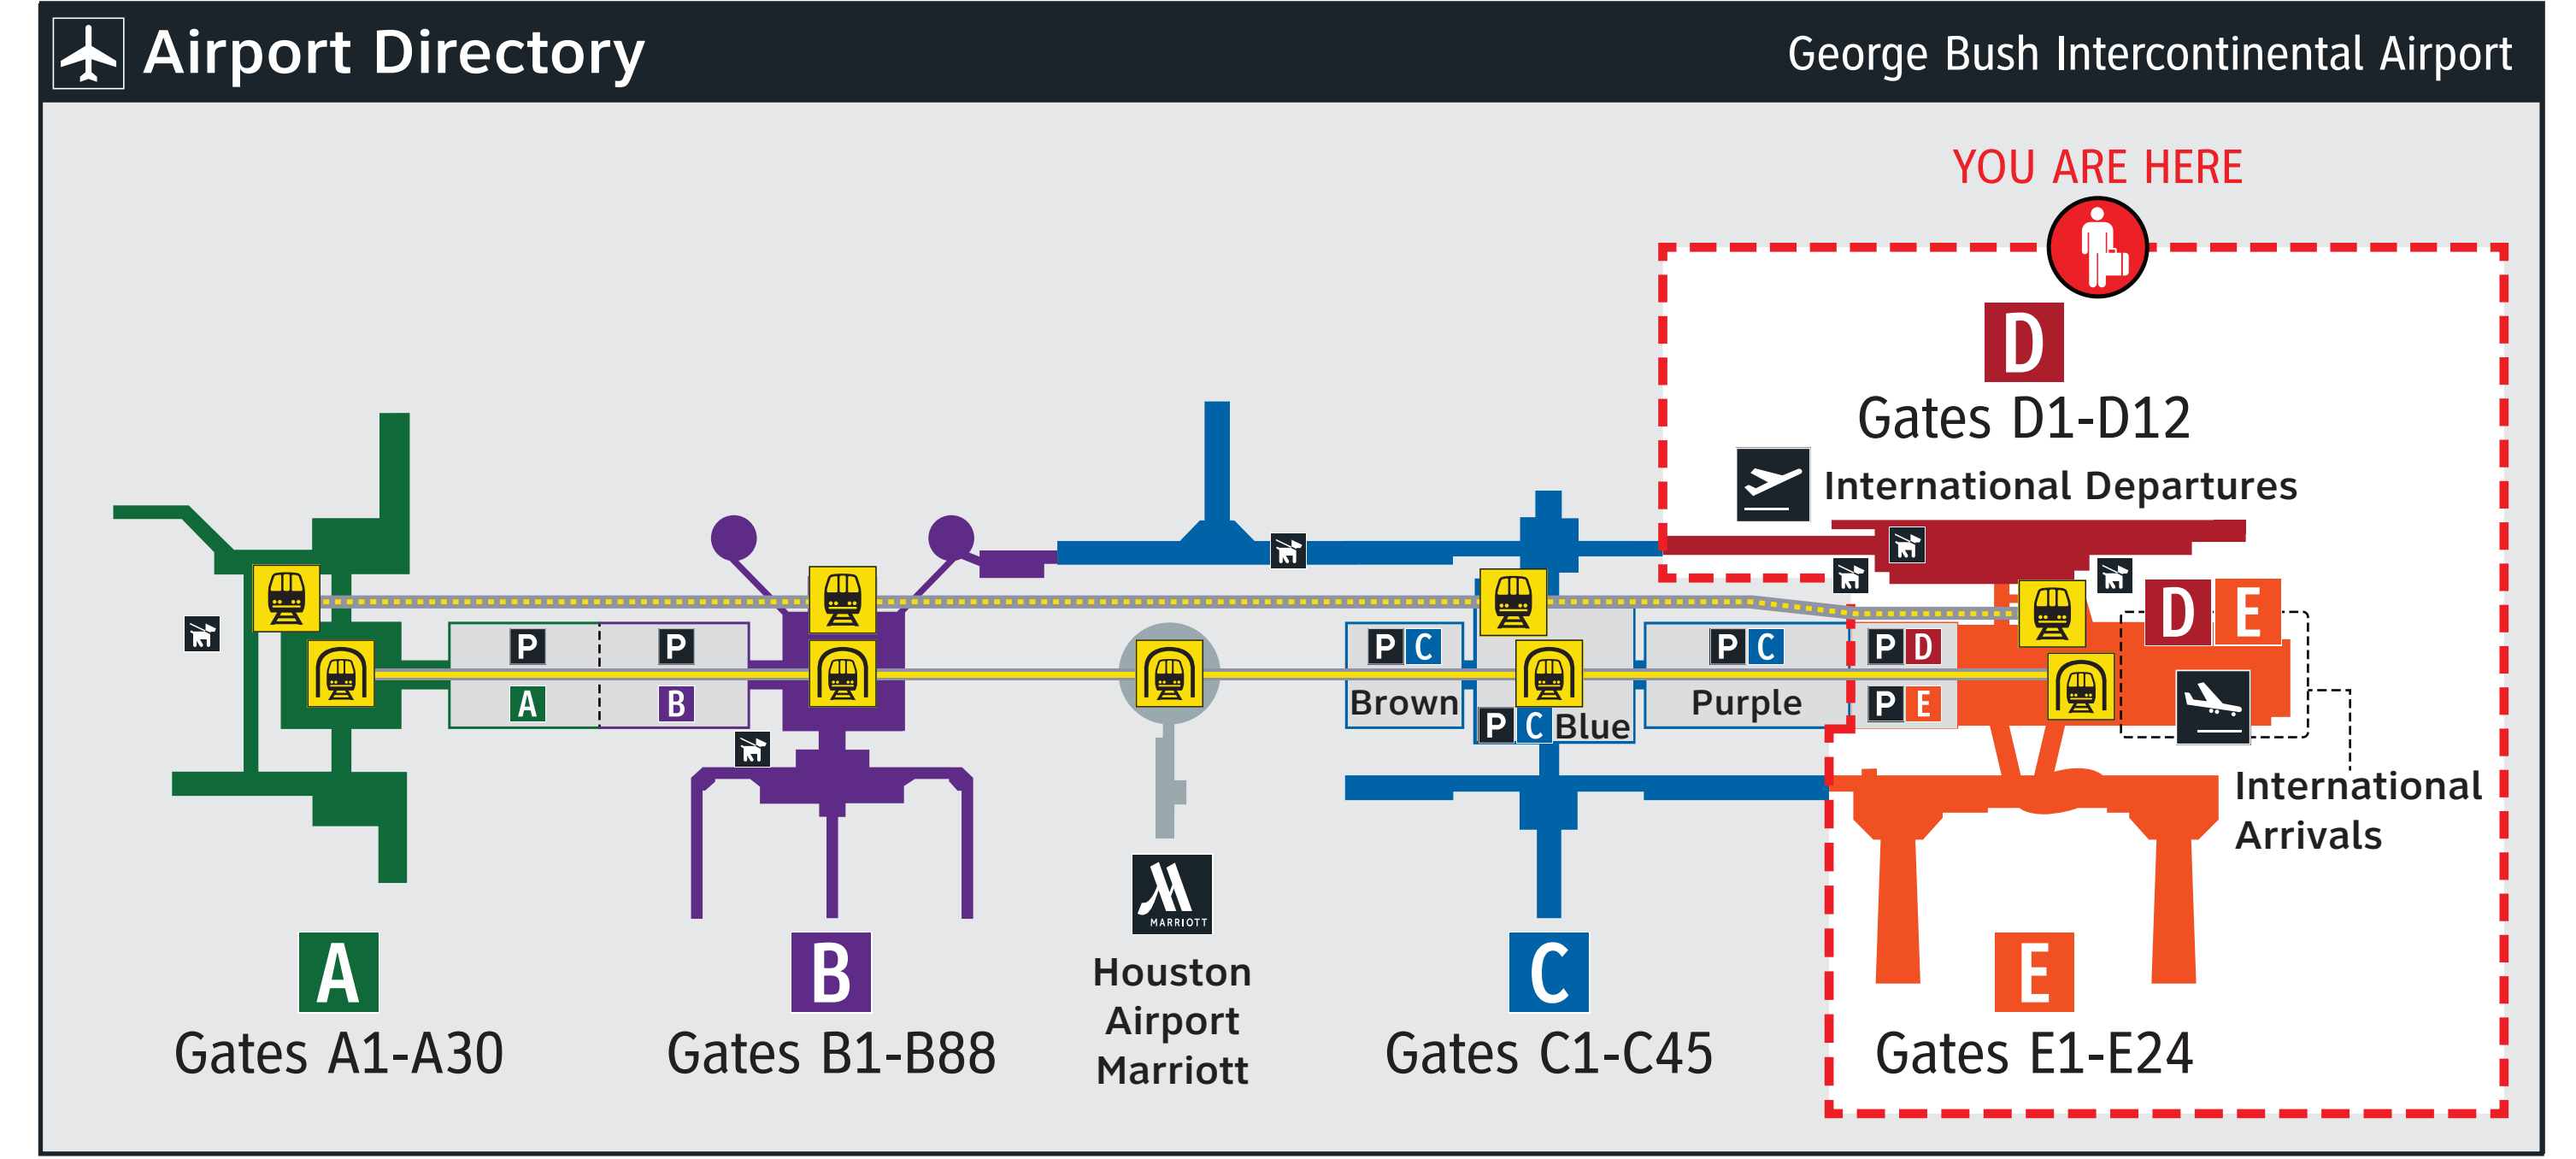 Airport Directory
George Bush Intercontinental Airport
YOU ARE HERE
D
Gates D1-D12
International Departures
D E
P P P C P C P D
Brown Purple
A B P C Blue P E
International
Arrivals
MARRIOTT
A B C E
Houston
Airport
Marriott
Gates A1-A30
Gates B1-B88
Gates C1-C45
Gates E1-E24